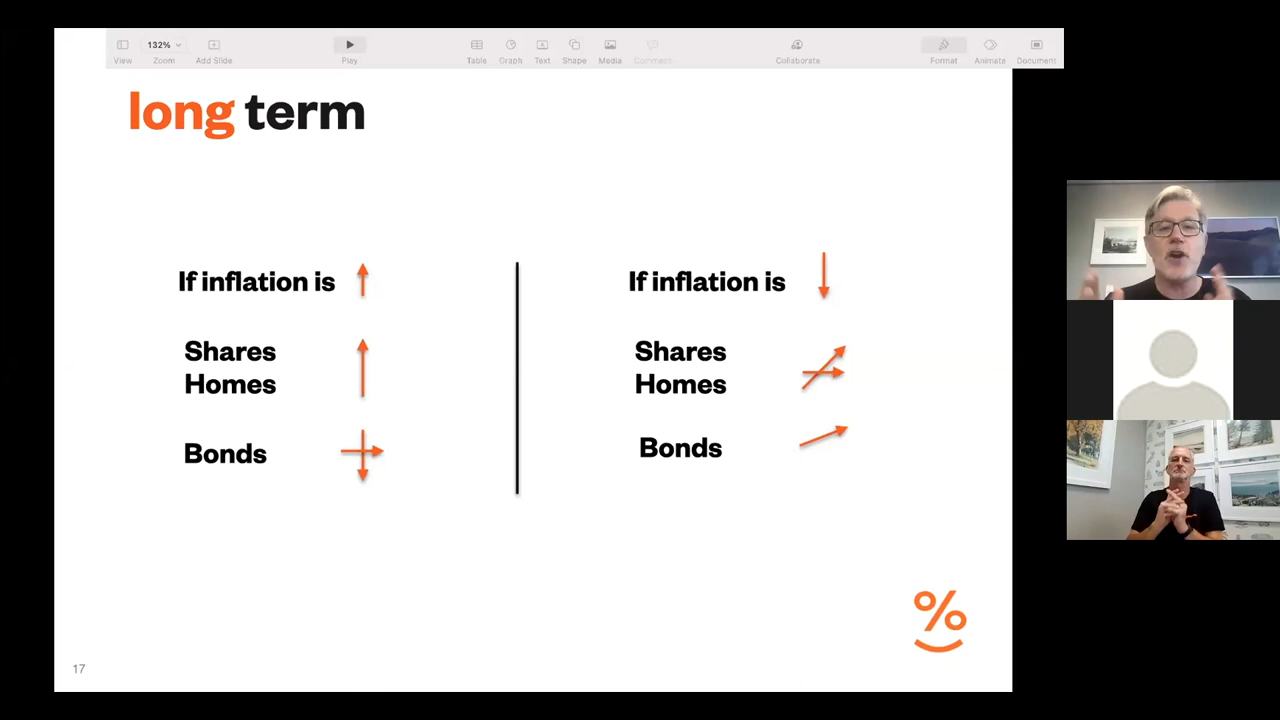 132%
View
Zoom
Add Slide
Play
Table
Graph
Text
Shape
Media
Comment
Collaborate
Format
Animate
Document
long term
If inflation is
Shares
Homes
Bonds
If inflation is
Shares
Homes
Bonds
%
17